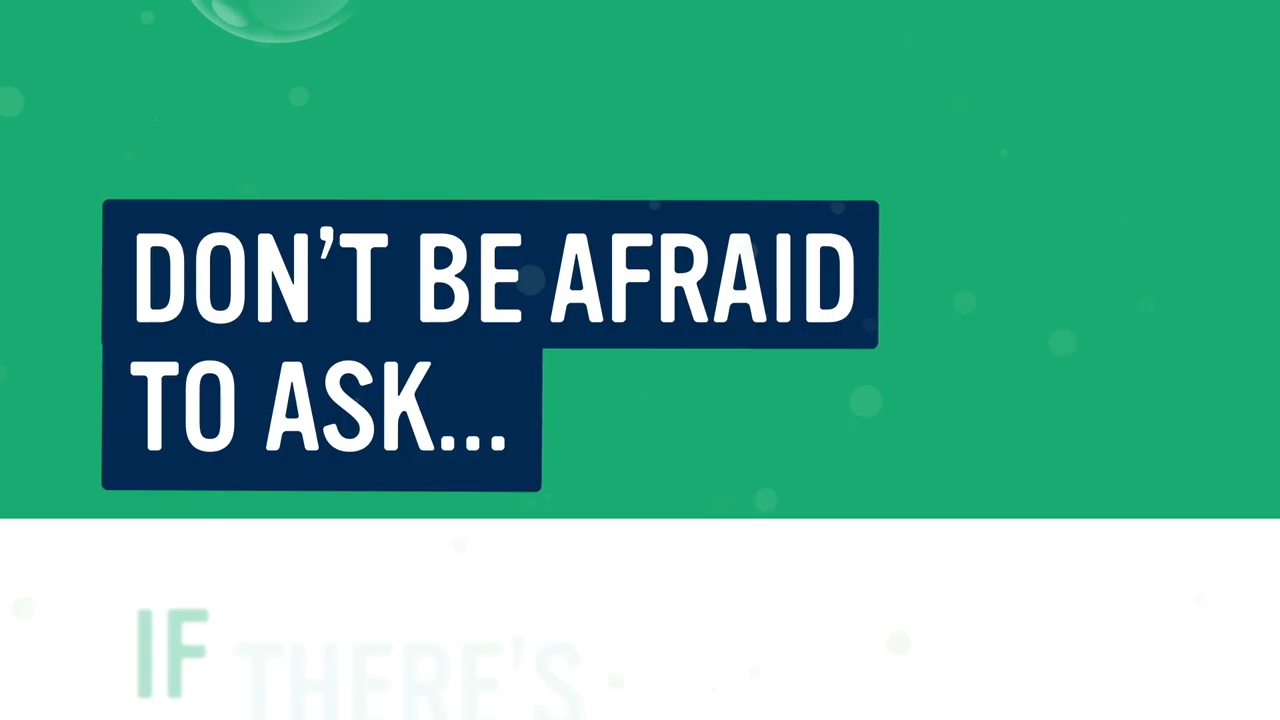 DON’T BE AFRAID
TO ASK...
IF THERE’S